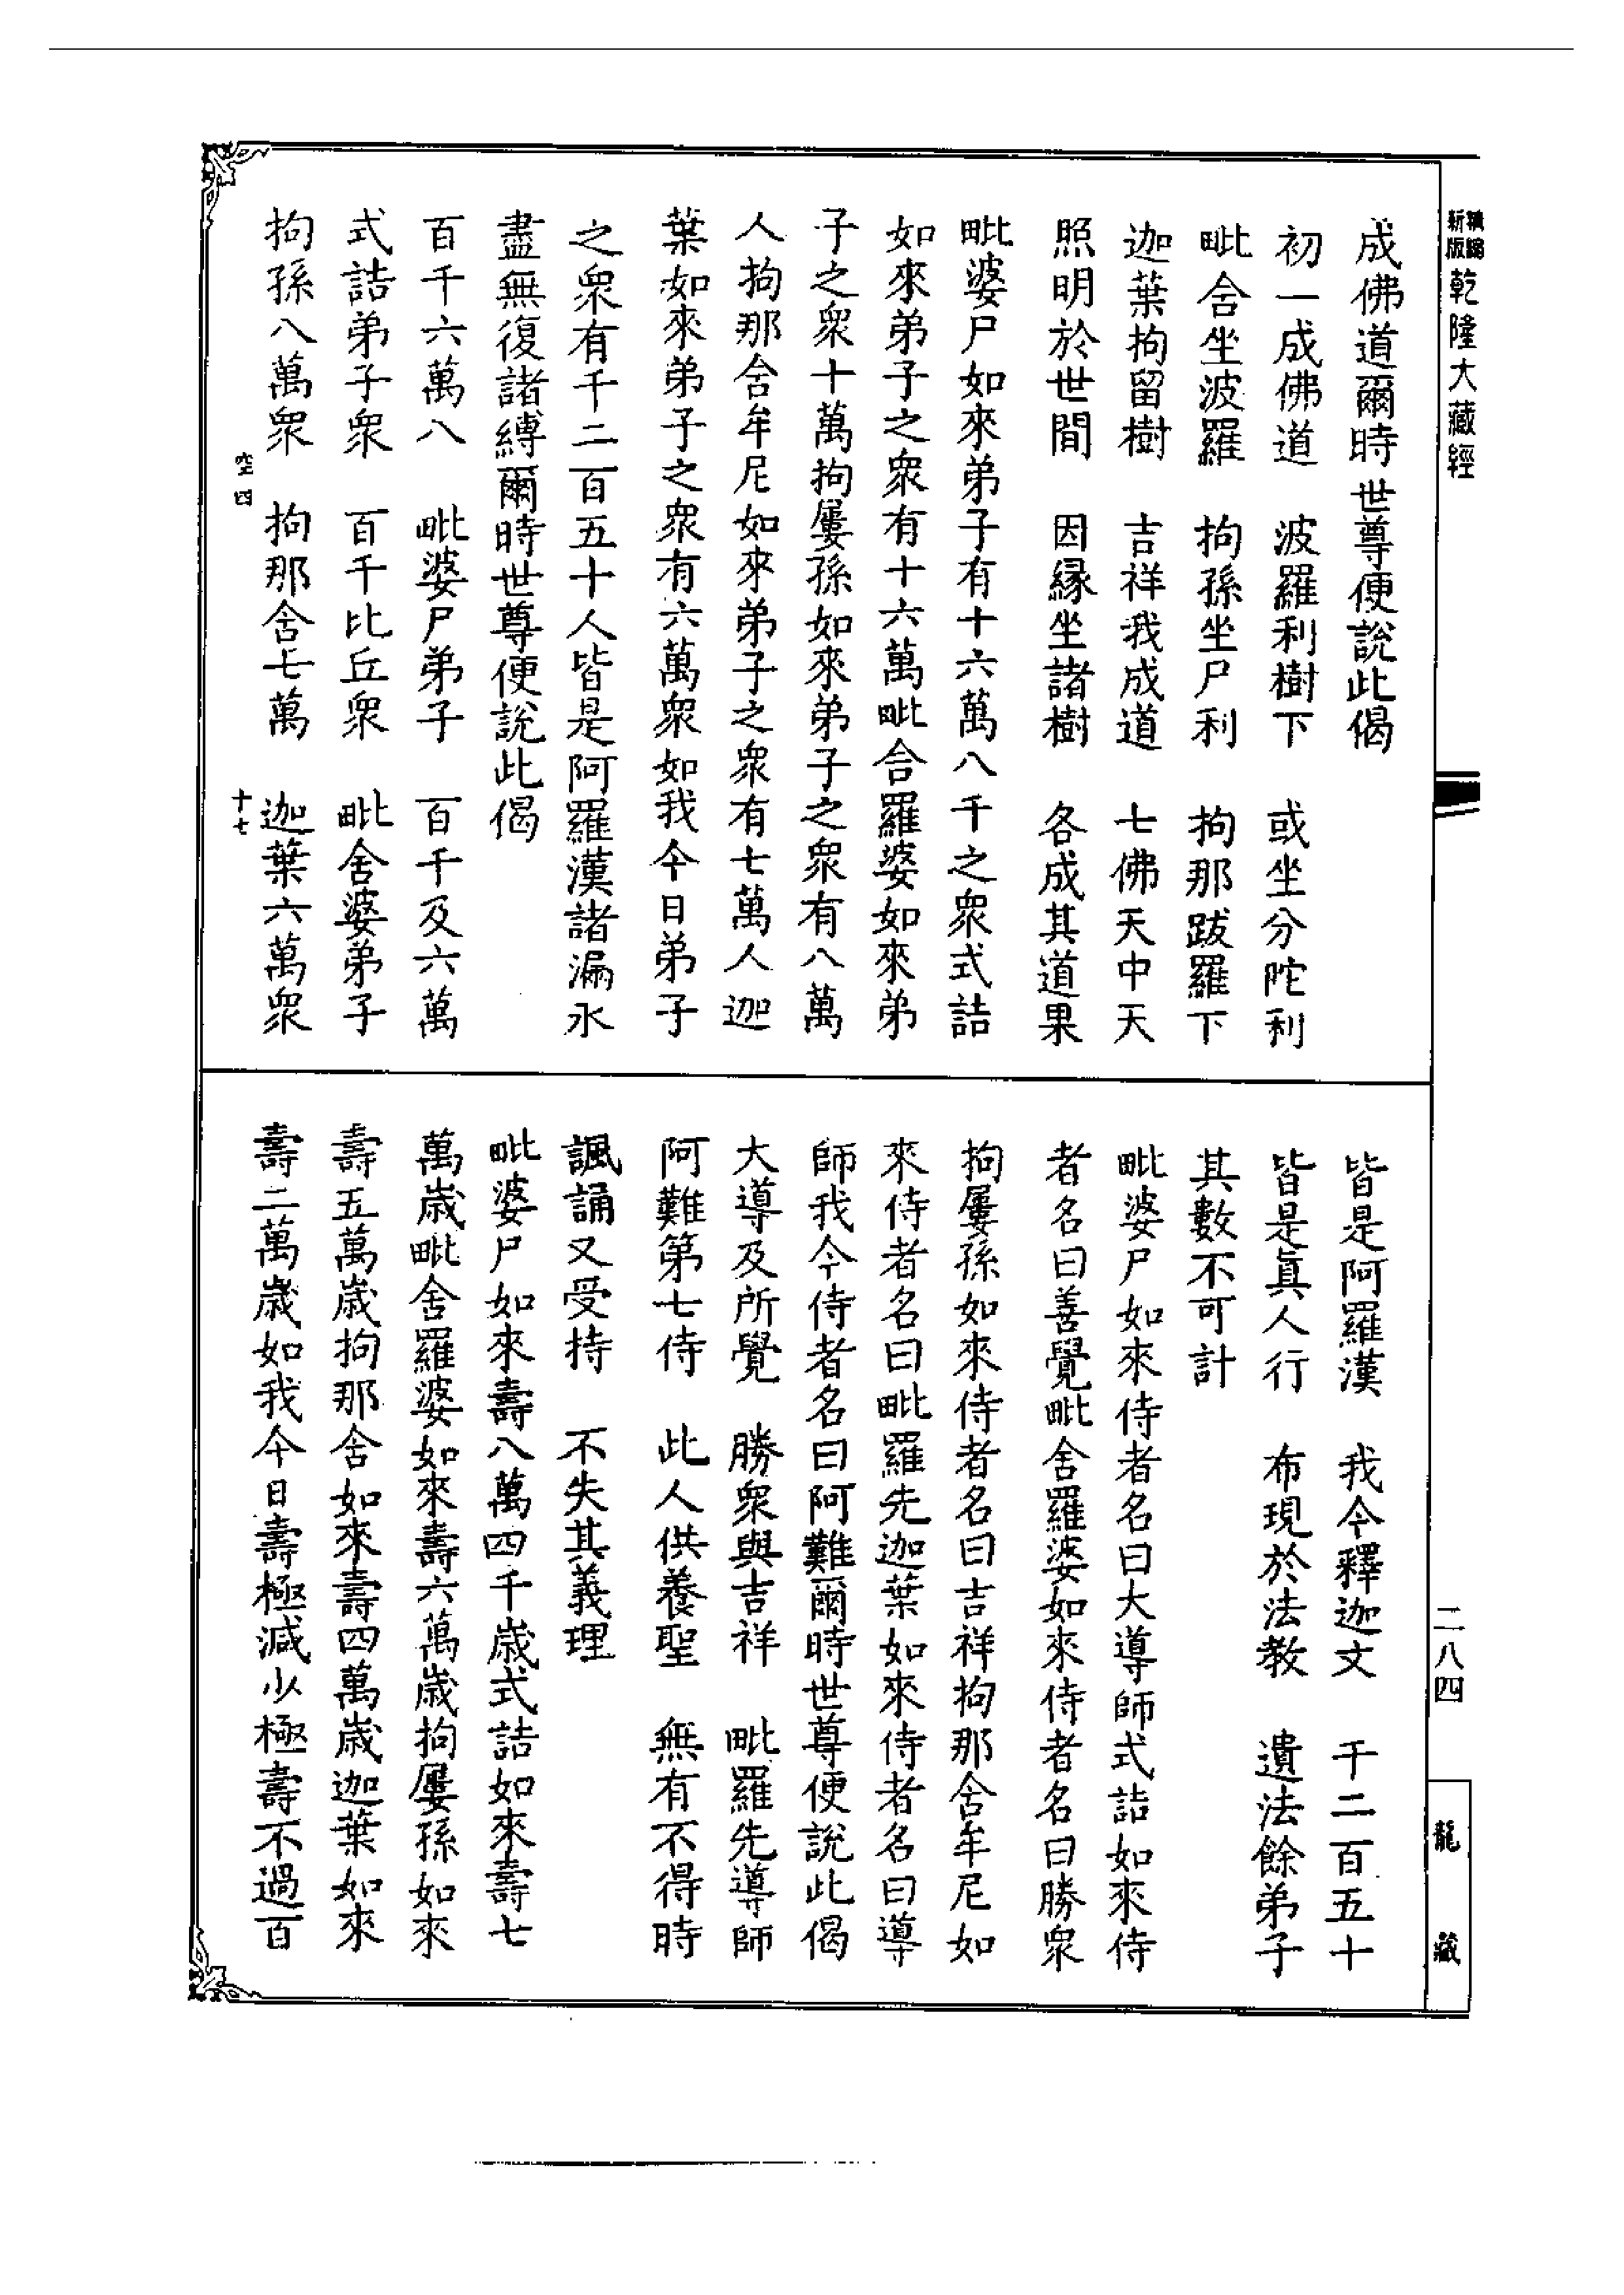 精縮
新版
乾隆大藏經
成佛道爾時世尊便說此偈
初一成佛道　波羅利樹下　或坐分陀利
毗舍坐波羅　拘孫坐尸利　拘那跋羅下
迦葉拘留樹　吉祥我成道　七佛天中天
照明於世間　因緣坐諸樹　各成其道果
毗婆尸如來弟子有十六萬八千之眾式詰
如來弟子之眾有十六萬毗舍羅婆如來弟
子之眾十萬拘屢孫如來弟子之眾有八萬
人拘那含牟尼如來弟子之眾有七萬人迦
葉如來弟子之眾有六萬眾如我今日弟子
之眾有千二百五十人皆是阿羅漢諸漏永
盡無復諸縛爾時世尊便說此偈
百千六萬八　毗婆尸弟子　百千及六萬
式詰弟子眾　百千比丘眾　毗舍婆弟子
拘孫八萬眾　拘那舍七萬　迦葉六萬眾
空四　十七
皆是阿羅漢　我今釋迦文　千二百五十
皆是真人行　布現於法教　遺法餘弟子
其數不可計
毗婆尸如來侍者名曰大導師式詰如來侍
者名曰善覺毗舍羅婆如來侍者名曰勝眾
拘屢孫如來侍者名曰吉祥拘那含牟尼如
來侍者名曰毗羅先迦葉如來侍者名曰導
師我今侍者名曰阿難爾時世尊便說此偈
大導及所覺　勝眾與吉祥　毗羅先導師
阿難第七侍　此人供養聖　無有不得時
諷誦又受持　不失其義理
毗婆尸如來壽八萬四千歲式詰如來壽七
萬歲毗舍羅婆如來壽六萬歲拘屢孫如來
壽五萬歲拘那含如來壽四萬歲迦葉如來
壽二萬歲如我今日壽極減少極壽不過百
二八四
龍藏